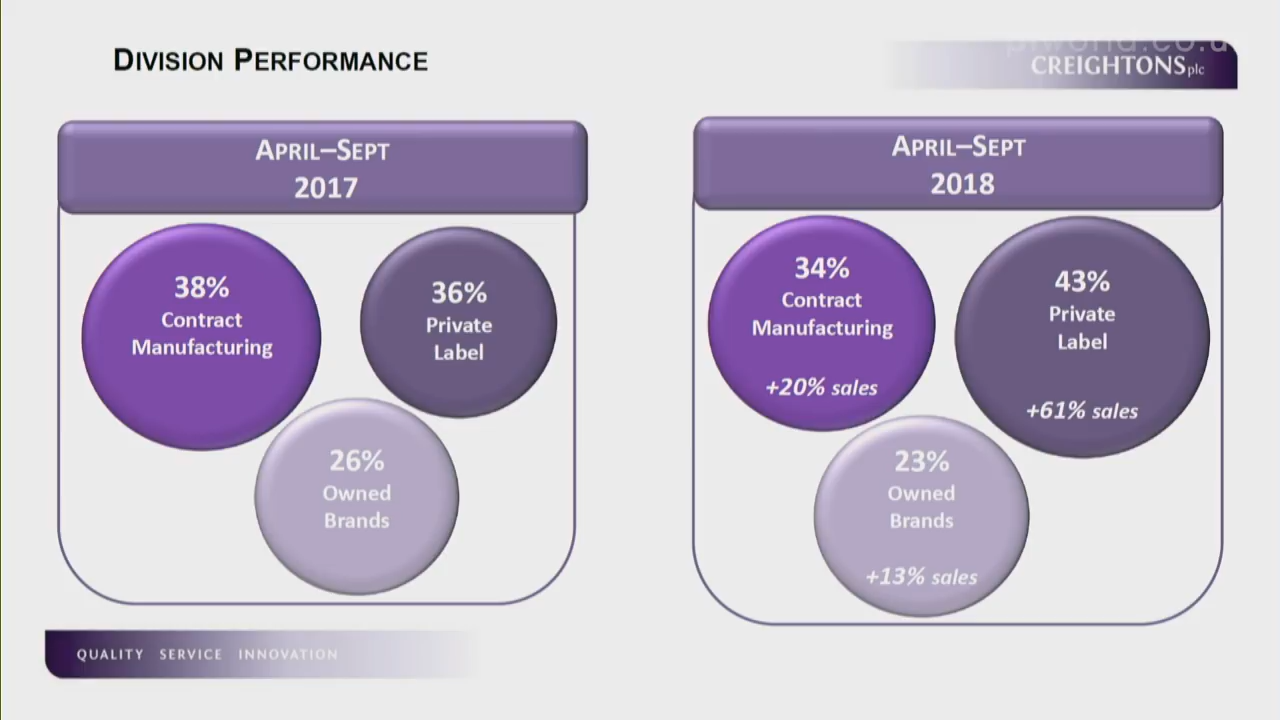 DIVISION PERFORMANCE
CREIGHTONS plc
APRIL–SEPT
2017
38%
Contract
Manufacturing
36%
Private
Label
26%
Owned
Brands
APRIL–SEPT
2018
34%
Contract
Manufacturing
+20% sales
43%
Private
Label
+61% sales
23%
Owned
Brands
+13% sales
QUALITY SERVICE INNOVATION